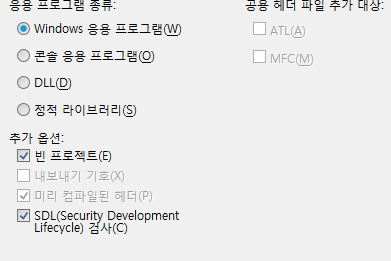 응용 프로그램 종류:
Windows 응용 프로그램(W)
콘솔 응용 프로그램(O)
DLL(D)
정적 라이브러리(S)
추가 옵션:
빈 프로젝트(E)
내보내기 기호(X)
미리 컴파일된 헤더(P)
SDL(Security Development
Lifecycle) 검사(C)
공용 헤더 파일 추가 대상:
ATL(A)
MFC(M)